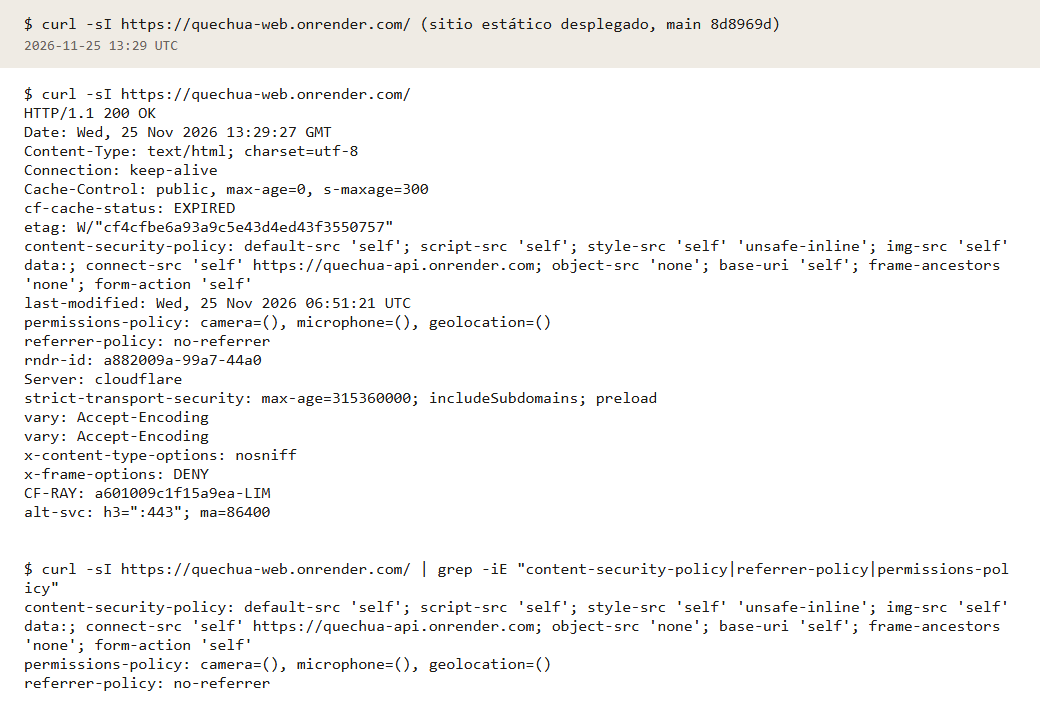 $ curl -sI https://quechua-web.onrender.com/ (sitio estático desplegado, main 8d8969d)
2026-11-25 13:29 UTC
$ curl -sI https://quechua-web.onrender.com/
HTTP/1.1 200 OK
Date: Wed, 25 Nov 2026 13:29:27 GMT
Content-Type: text/html; charset=utf-8
Connection: keep-alive
Cache-Control: public, max-age=0, s-maxage=300
cf-cache-status: EXPIRED
etag: W/"cf4cfbe6a93a9c5e43d4ed43f3550757"
content-security-policy: default-src 'self'; script-src 'self'; style-src 'self' 'unsafe-inline'; img-src 'self'
data:; connect-src 'self' https://quechua-api.onrender.com; object-src 'none'; base-uri 'self'; frame-ancestors
'none'; form-action 'self'
last-modified: Wed, 25 Nov 2026 06:51:21 UTC
permissions-policy: camera=(), microphone=(), geolocation=()
referrer-policy: no-referrer
rndr-id: a882009a-99a7-44a0
Server: cloudflare
strict-transport-security: max-age=315360000; includeSubdomains; preload
vary: Accept-Encoding
vary: Accept-Encoding
x-content-type-options: nosniff
x-frame-options: DENY
CF-RAY: a601009c1f15a9ea-LIM
alt-svc: h3=":443"; ma=86400
$ curl -sI https://quechua-web.onrender.com/ | grep -iE "content-security-policy|referrer-policy|permissions-pol
icy"
content-security-policy: default-src 'self'; script-src 'self'; style-src 'self' 'unsafe-inline'; img-src 'self'
data:; connect-src 'self' https://quechua-api.onrender.com; object-src 'none'; base-uri 'self'; frame-ancestors
'none'; form-action 'self'
permissions-policy: camera=(), microphone=(), geolocation=()
referrer-policy: no-referrer